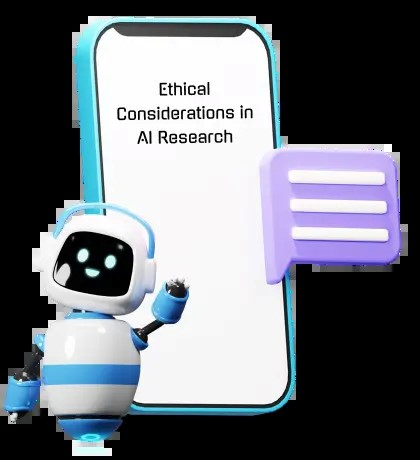 Ethical
Considerations in
AI Research